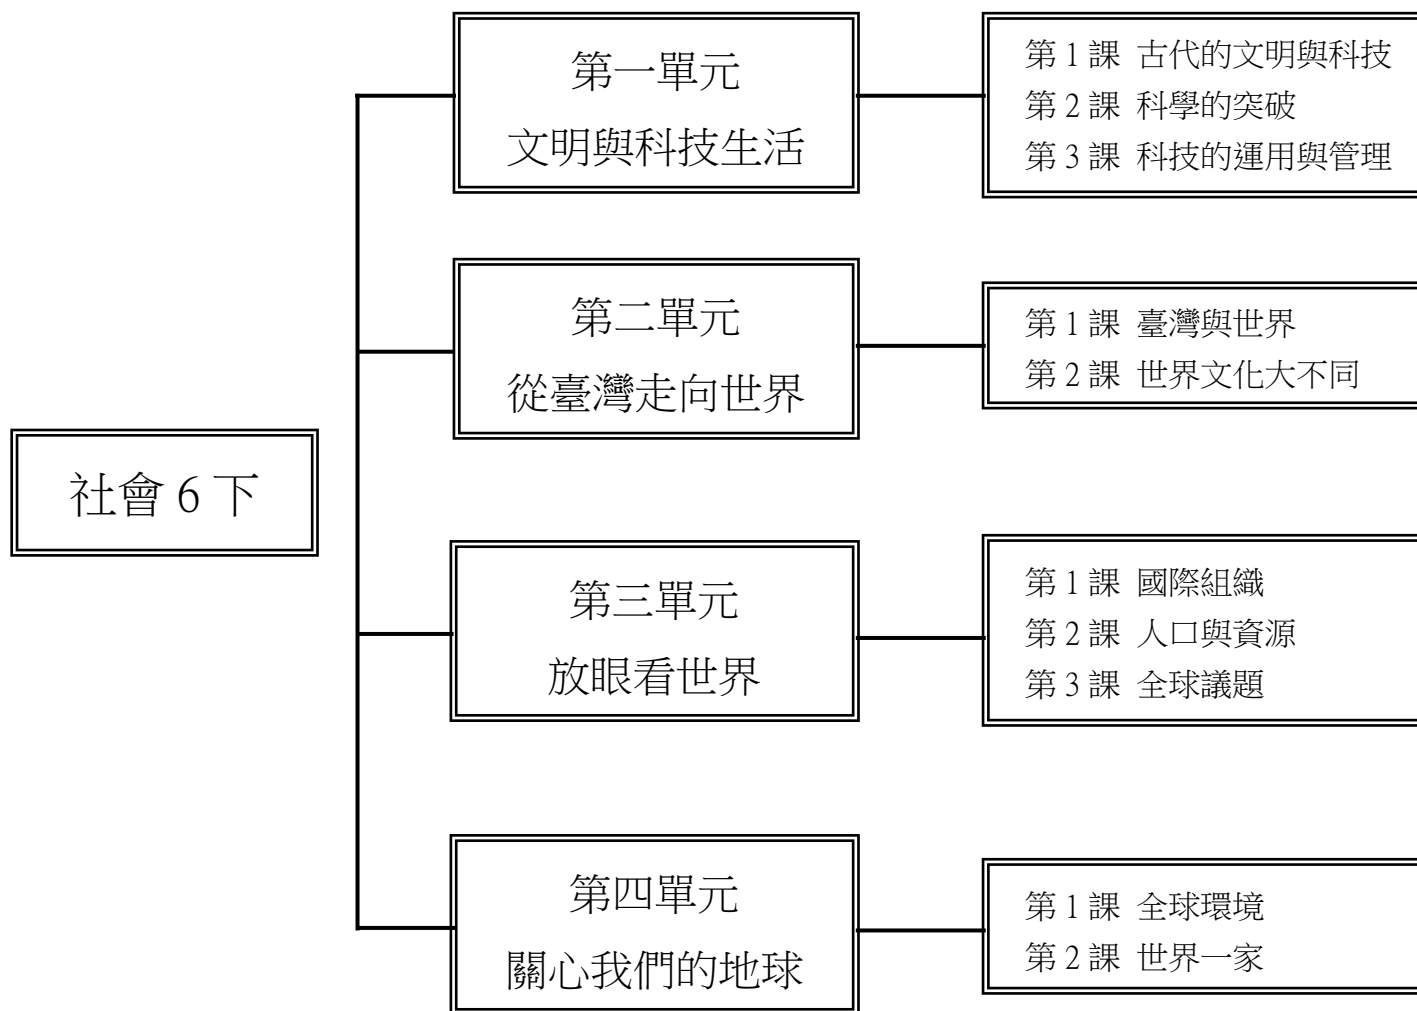 社會 6 下
第一單元
文明與科技生活
第 1 課 古代的文明與科技
第 2 課 科學的突破
第 3 課 科技的運用與管理
第二單元
從臺灣走向世界
第 1 課 臺灣與世界
第 2 課 世界文化大不同
第三單元
放眼看世界
第 1 課 國際組織
第 2 課 人口與資源
第 3 課 全球議題
第四單元
關心我們的地球
第 1 課 全球環境
第 2 課 世界一家